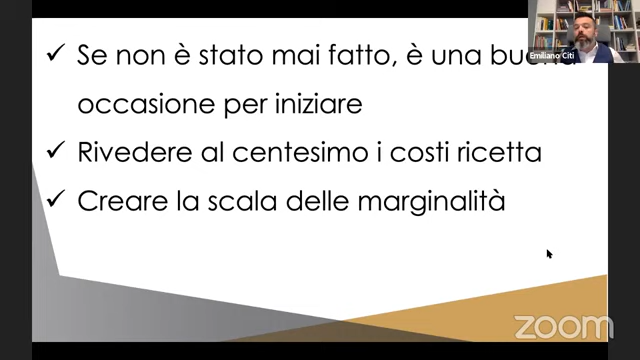 Se non è stato mai fatto, è una buona
occasione per iniziare
Rivedere al centesimo i costi ricetta
Creare la scala delle marginalità
Emiliano Citi
zoom